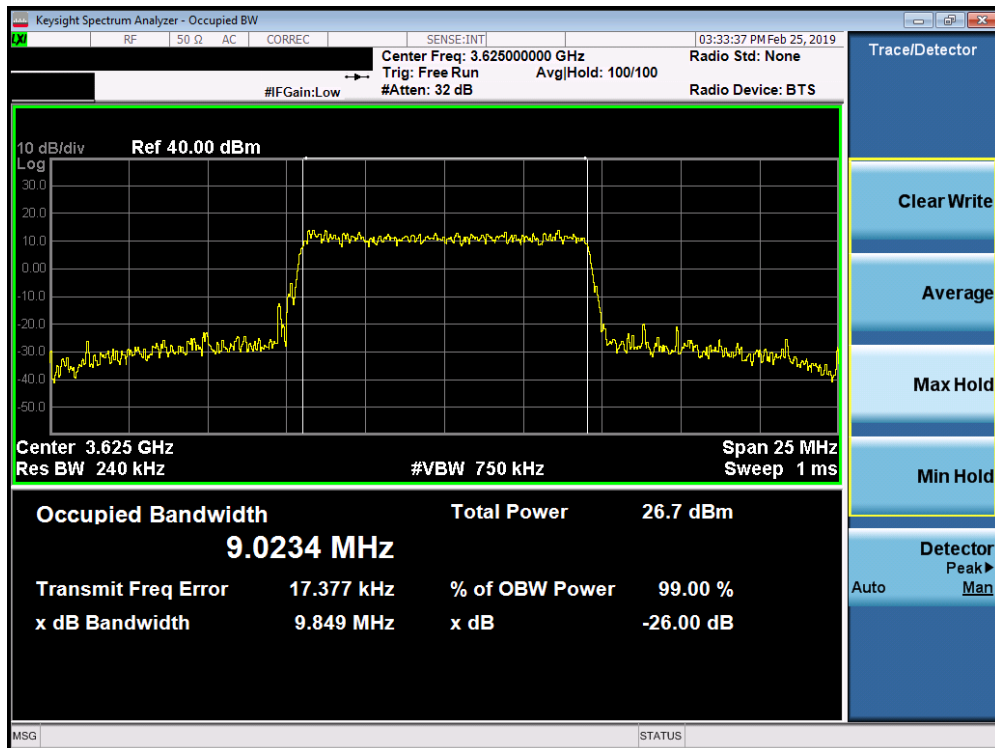 Keysight Spectrum Analyzer - Occupied BW
LXI RF 50 Ω AC CORREC SENSE:INT 03:33:37 PM Feb 25, 2019
Center Freq: 3.625000000 GHz Radio Std: None
Trig: Free Run Avg|Hold: 100/100
#IFGain:Low #Atten: 32 dB Radio Device: BTS
10 dB/div Ref 40.00 dBm
Log
30.0
20.0
10.0
0.00
-10.0
-20.0
-30.0
-40.0
-50.0
Center 3.625 GHz Span 25 MHz
Res BW 240 kHz #VBW 750 kHz Sweep 1 ms
Occupied Bandwidth Total Power 26.7 dBm
9.0234 MHz
Transmit Freq Error 17.377 kHz % of OBW Power 99.00 %
x dB Bandwidth 9.849 MHz x dB -26.00 dB
Trace/Detector
Clear Write
Average
Max Hold
Min Hold
Detector
Peak▶
Auto Man
MSG STATUS